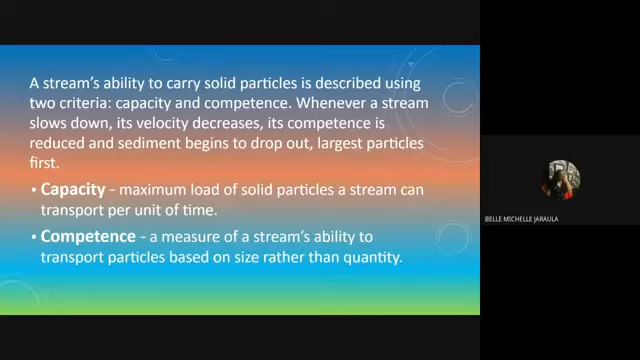 A stream's ability to carry solid particles is described using
two criteria: capacity and competence. Whenever a stream
slows down, its velocity decreases, its competence is
reduced and sediment begins to drop out, largest particles
first.
• Capacity - maximum load of solid particles a stream can
transport per unit of time.
• Competence - a measure of a stream's ability to
transport particles based on size rather than quantity.
BELLE MICHELLE JARAULA